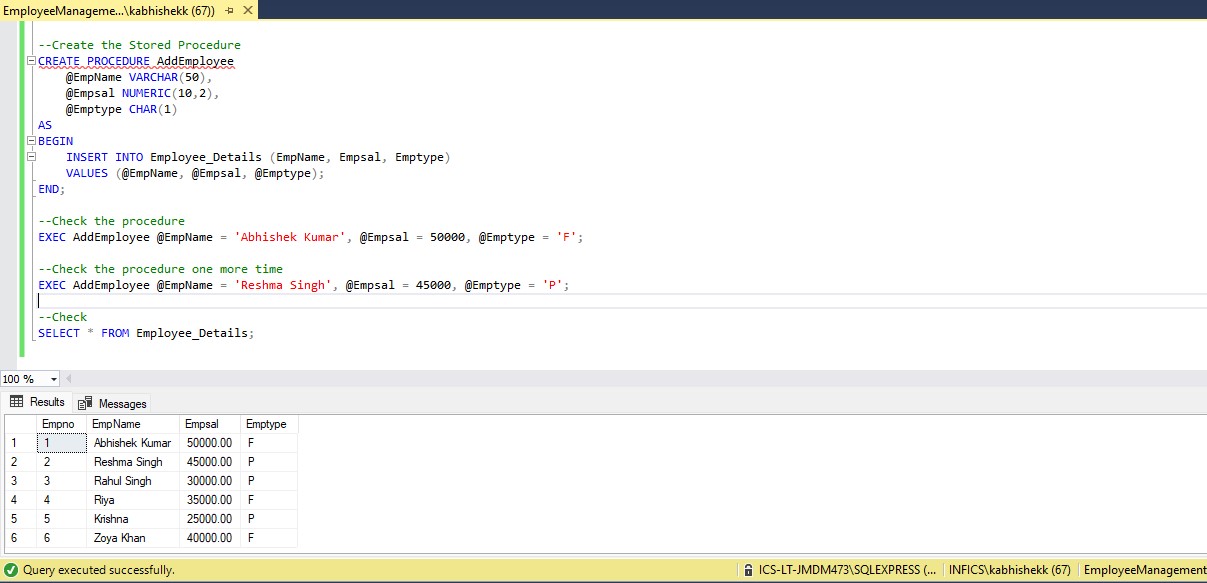 EmployeeManageme...\kabhishekk (67))
--Create the Stored Procedure
CREATE PROCEDURE AddEmployee
@EmpName VARCHAR(50),
@Empsal NUMERIC(10,2),
@Emptype CHAR(1)
AS
BEGIN
INSERT INTO Employee_Details (EmpName, Empsal, Emptype)
VALUES (@EmpName, @Empsal, @Emptype);
END;
--Check the procedure
EXEC AddEmployee @EmpName = 'Abhishek Kumar', @Empsal = 50000, @Emptype = 'F';
--Check the procedure one more time
EXEC AddEmployee @EmpName = 'Reshma Singh', @Empsal = 45000, @Emptype = 'P';
--Check
SELECT * FROM Employee_Details;
100 %
Results Messages
Empno EmpName Empsal Emptype
1 1 Abhishek Kumar 50000.00 F
2 2 Reshma Singh 45000.00 P
3 3 Rahul Singh 30000.00 P
4 4 Riya 35000.00 F
5 5 Krishna 25000.00 P
6 6 Zoya Khan 40000.00 F
Query executed successfully. ICS-LT-JMDM473\SQLEXPRESS (... INFICS\kabhishekk (67) EmployeeManagement